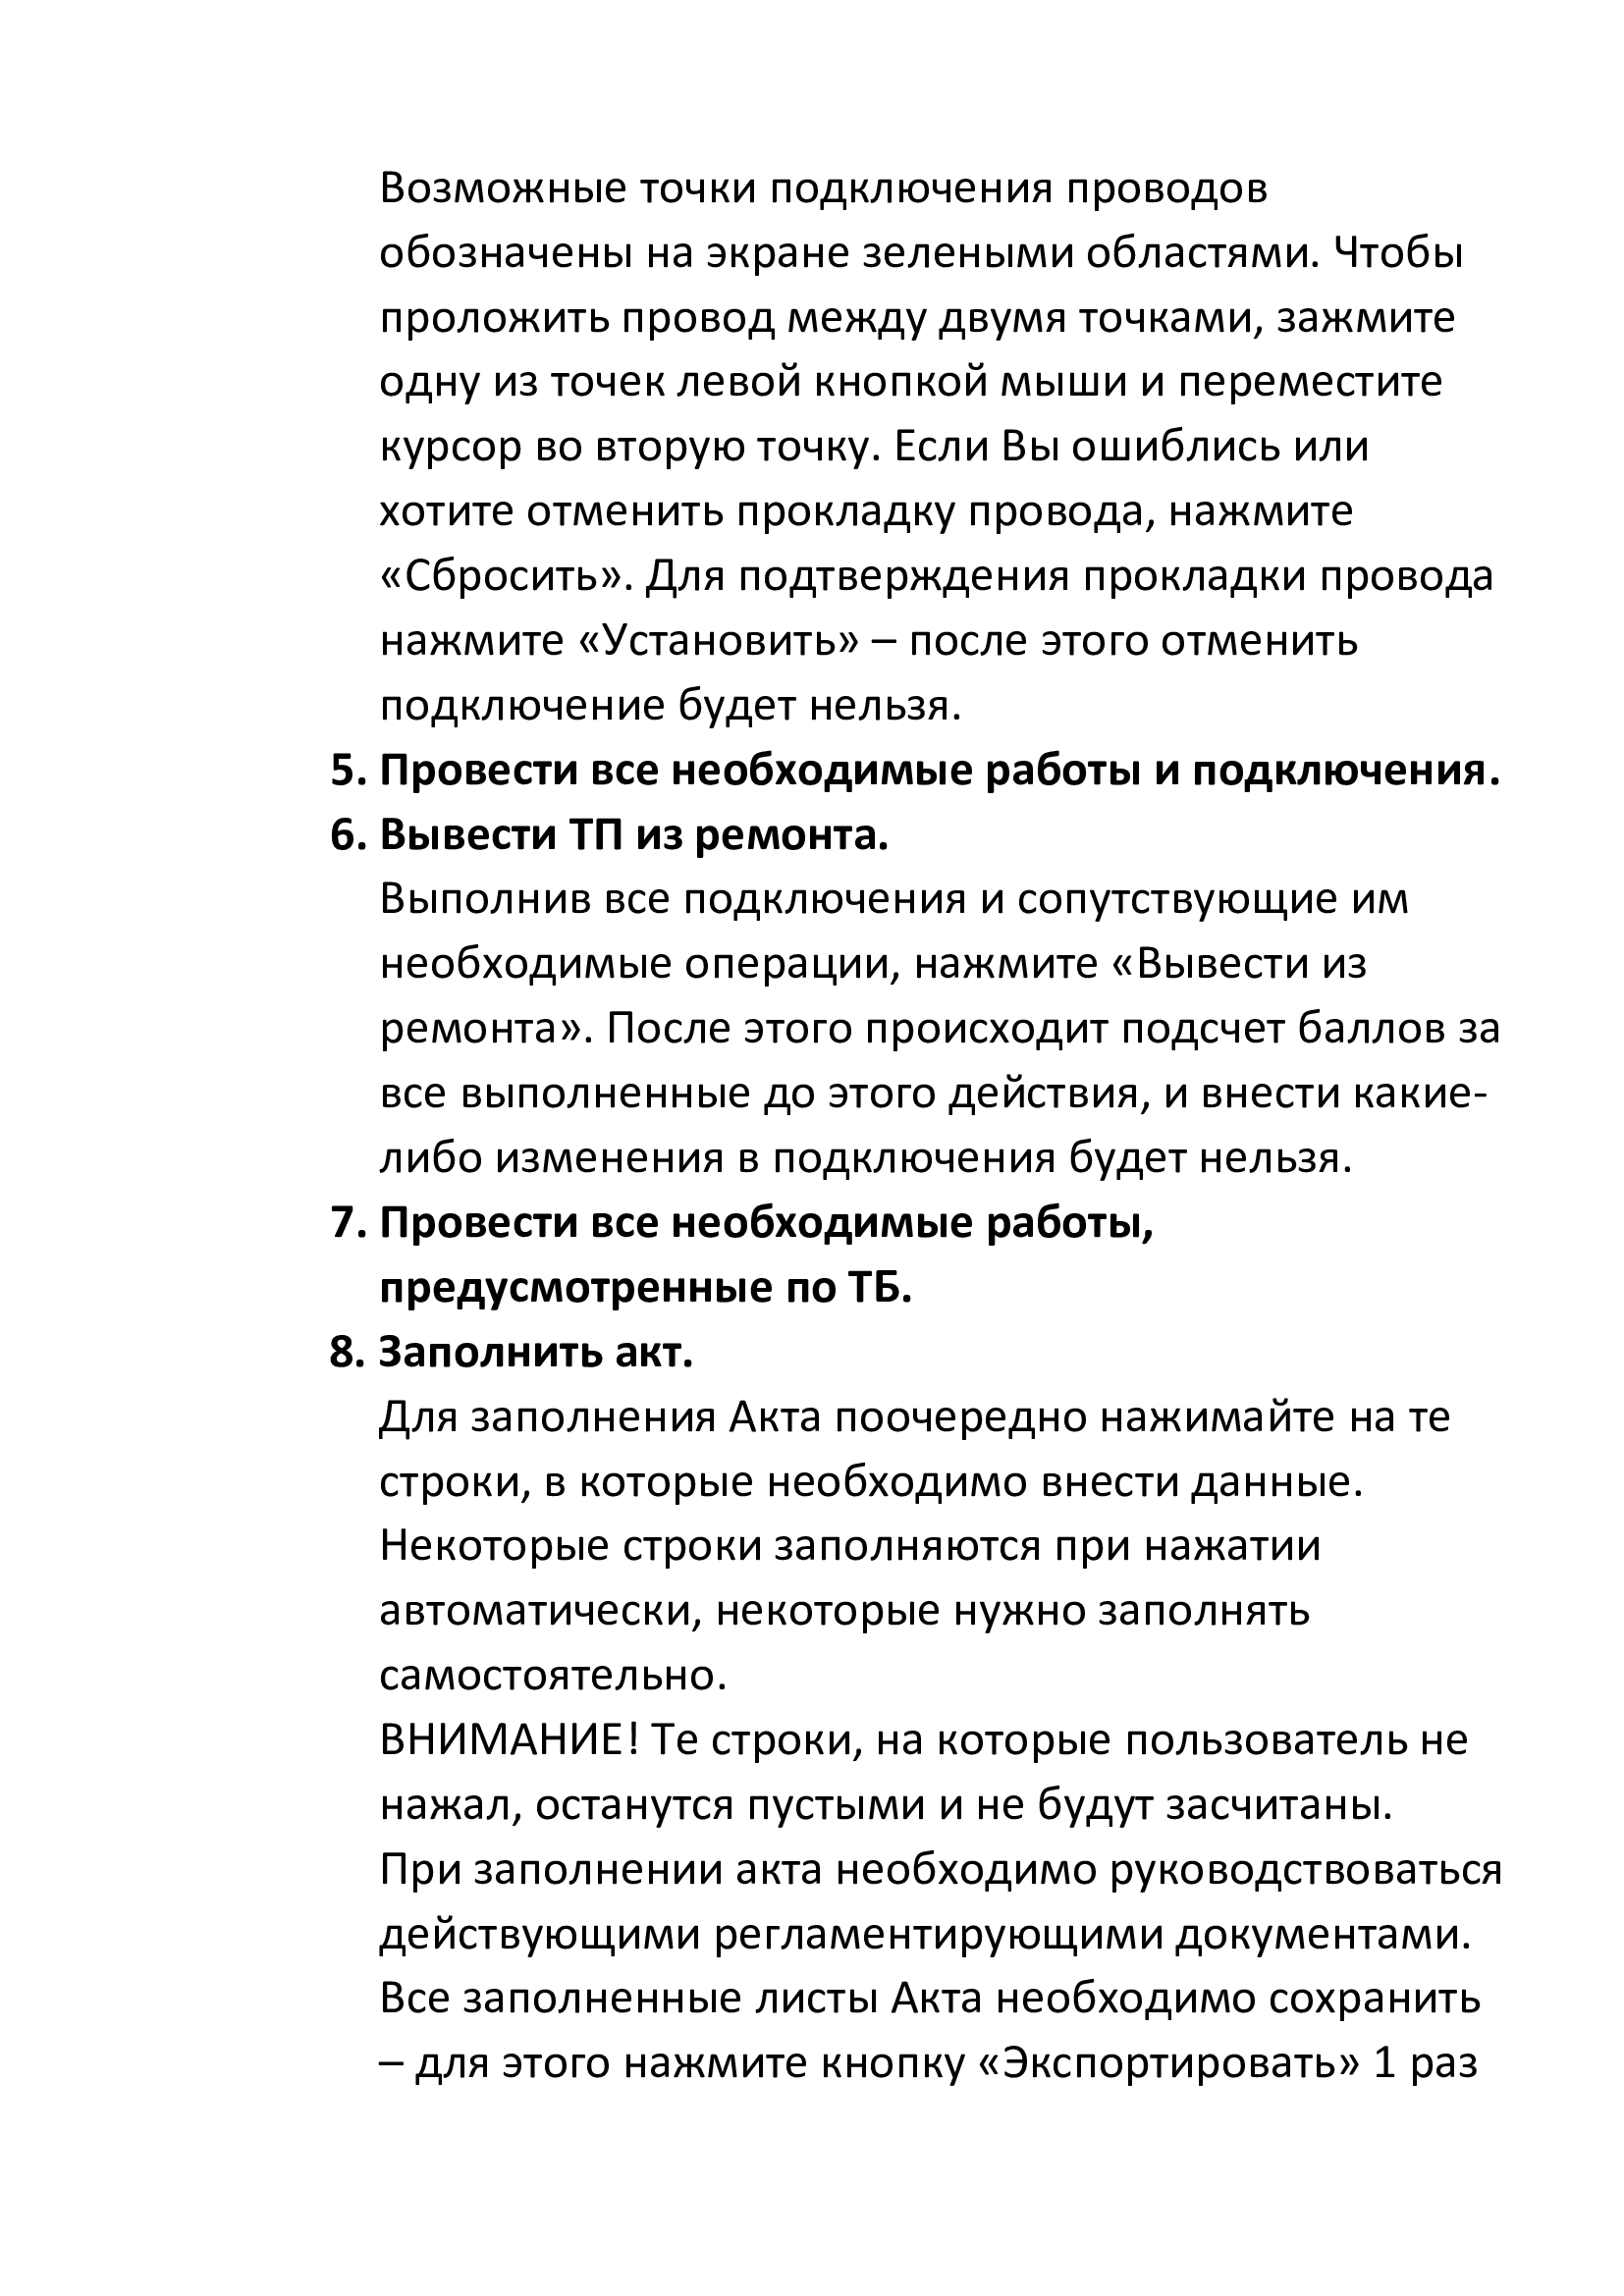 Возможные точки подключения проводов
обозначены на экране зелеными областями. Чтобы
проложить провод между двумя точками, зажмите
одну из точек левой кнопкой мыши и переместите
курсор во вторую точку. Если Вы ошиблись или
хотите отменить прокладку провода, нажмите
«Сбросить». Для подтверждения прокладки провода
нажмите «Установить» – после этого отменить
подключение будет нельзя.
5. Провести все необходимые работы и подключения.
6. Вывести ТП из ремонта.
Выполнив все подключения и сопутствующие им
необходимые операции, нажмите «Вывести из
ремонта». После этого происходит подсчет баллов за
все выполненные до этого действия, и внести какие-
либо изменения в подключения будет нельзя.
7. Провести все необходимые работы,
предусмотренные по ТБ.
8. Заполнить акт.
Для заполнения Акта поочередно нажимайте на те
строки, в которые необходимо внести данные.
Некоторые строки заполняются при нажатии
автоматически, некоторые нужно заполнять
самостоятельно.
ВНИМАНИЕ! Те строки, на которые пользователь не
нажал, останутся пустыми и не будут засчитаны.
При заполнении акта необходимо руководствоваться
действующими регламентирующими документами.
Все заполненные листы Акта необходимо сохранить
– для этого нажмите кнопку «Экспортировать» 1 раз